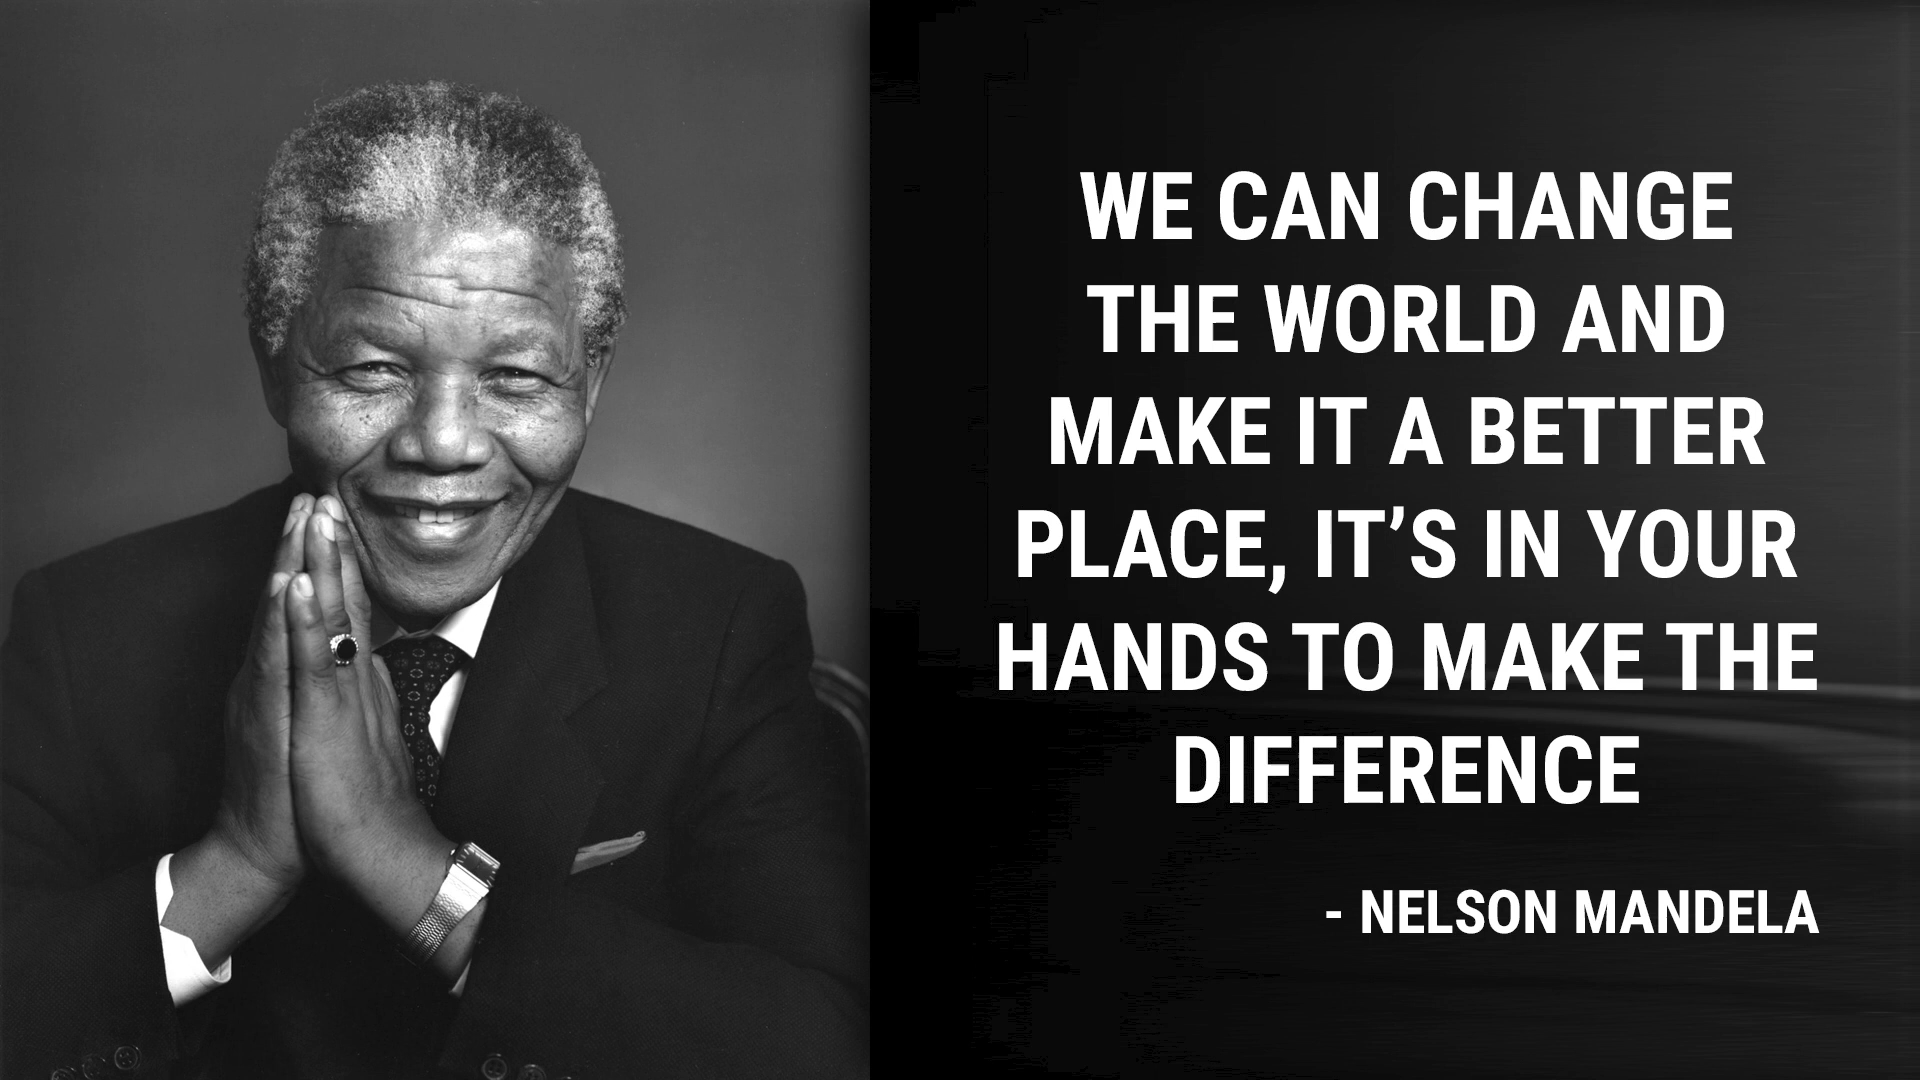 WE CAN CHANGE
THE WORLD AND
MAKE IT A BETTER
PLACE, IT’S IN YOUR
HANDS TO MAKE THE
DIFFERENCE
- NELSON MANDELA